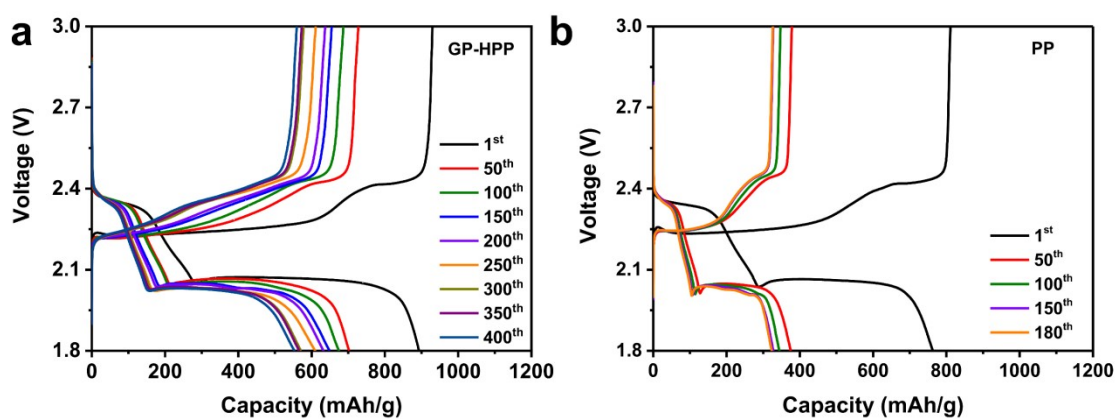 a
GP-HPP
3.0
2.7
2.4
2.1
1.8
Voltage (V)
1st
50th
100th
150th
200th
250th
300th
350th
400th
0 200 400 600 800 1000 1200
Capacity (mAh/g)
b
PP
3.0
2.7
2.4
2.1
1.8
Voltage (V)
1st
50th
100th
150th
180th
0 200 400 600 800 1000 1200
Capacity (mAh/g)